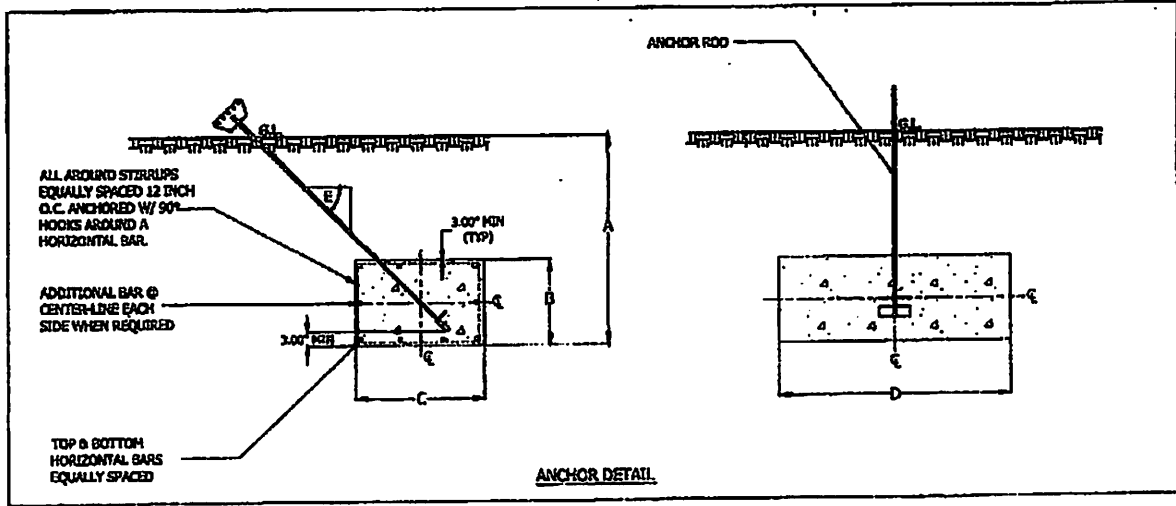 ANCHOR ROD
G.L.
G.L.
ALL AROUND STIRRUPS
EQUALLY SPACED 12 INCH
O.C. ANCHORED W/ 90°
HOOKS AROUND A
HORIZONTAL BAR.
E
3.00" MIN
(TYP)
A
B
ADDITIONAL BAR @
CENTER-LINE EACH
SIDE WHEN REQUIRED
3.00" MIN
℄
℄
℄
℄
C
D
TOP & BOTTOM
HORIZONTAL BARS
EQUALLY SPACED
ANCHOR DETAIL